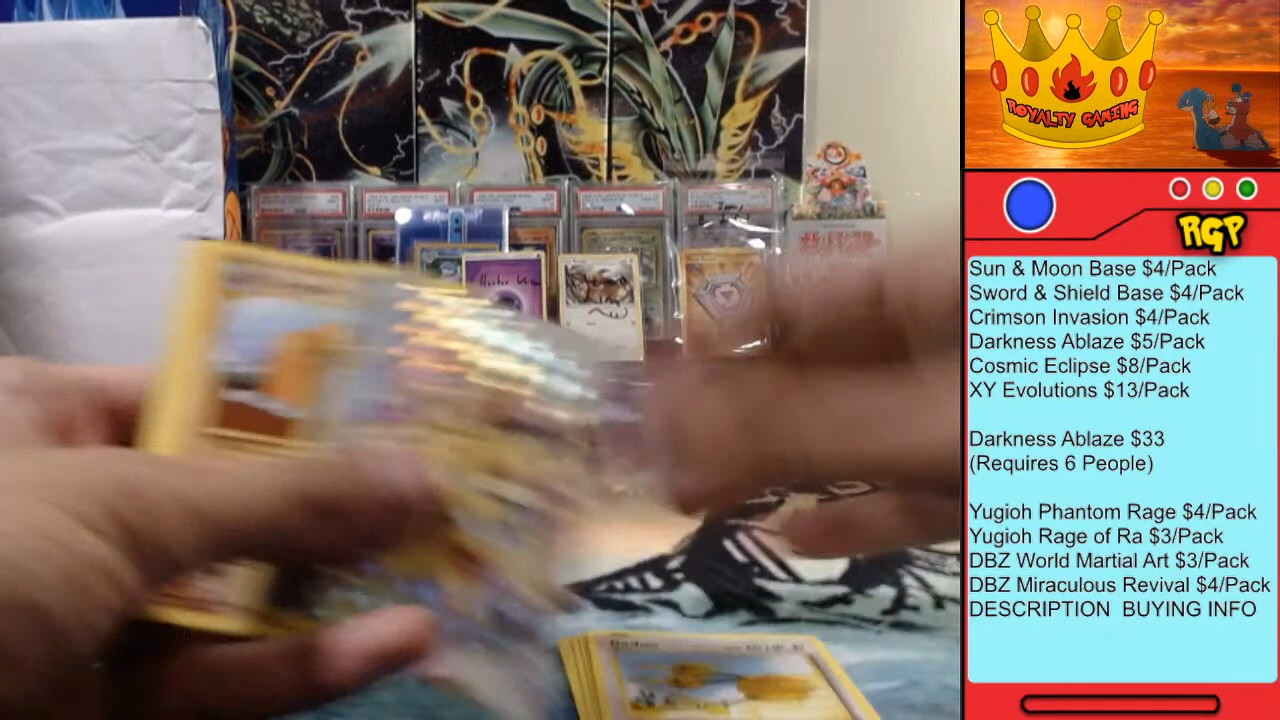 ROYALTY GAMING
RGP
Sun & Moon Base $4/Pack
Sword & Shield Base $4/Pack
Crimson Invasion $4/Pack
Darkness Ablaze $5/Pack
Cosmic Eclipse $8/Pack
XY Evolutions $13/Pack
Darkness Ablaze $33
(Requires 6 People)
Yugioh Phantom Rage $4/Pack
Yugioh Rage of Ra $3/Pack
DBZ World Martial Art $3/Pack
DBZ Miraculous Revival $4/Pack
DESCRIPTION BUYING INFO